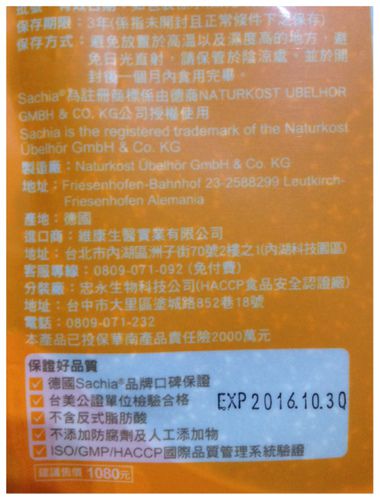 保存期限：3年(係指未開封且正常條件下之保存)
保存方式：避免放置於高溫以及濕度高的地方，避
免日光直射，請保管於陰涼處。並於開
封後一個月內食用完畢。
Sachia®為註冊商標係由德商NATURKOST UBELHOR
GMBH & CO. KG公司授權使用
Sachia is the registered trademark of the Naturkost
Übelhör GmbH & Co. KG
製造廠：Naturkost Übelhör GmbH & Co. KG
地址：Friesenhofen-Bahnhof 23-2588299 Leutkirch-
Friesenhofen Alemania
產地：德國
進口商：維康生醫實業有限公司
地址：台北市內湖區洲子街70號2樓之1(內湖科技園區)
客服專線：0809-071-092 (免付費)
分裝廠：忠永生物科技公司(HACCP食品安全認證廠)
地址：台中市大里區塗城路852巷18號
電話：0809-071-232
本產品已投保華南產品責任險2000萬元
保證好品質
德國Sachia®品牌口碑保證
台美公證單位檢驗合格
EXP 2016.10.30
不含反式脂肪酸
不添加防腐劑及人工添加物
ISO/GMP/HACCP國際品質管理系統驗證
建議售價 1080元